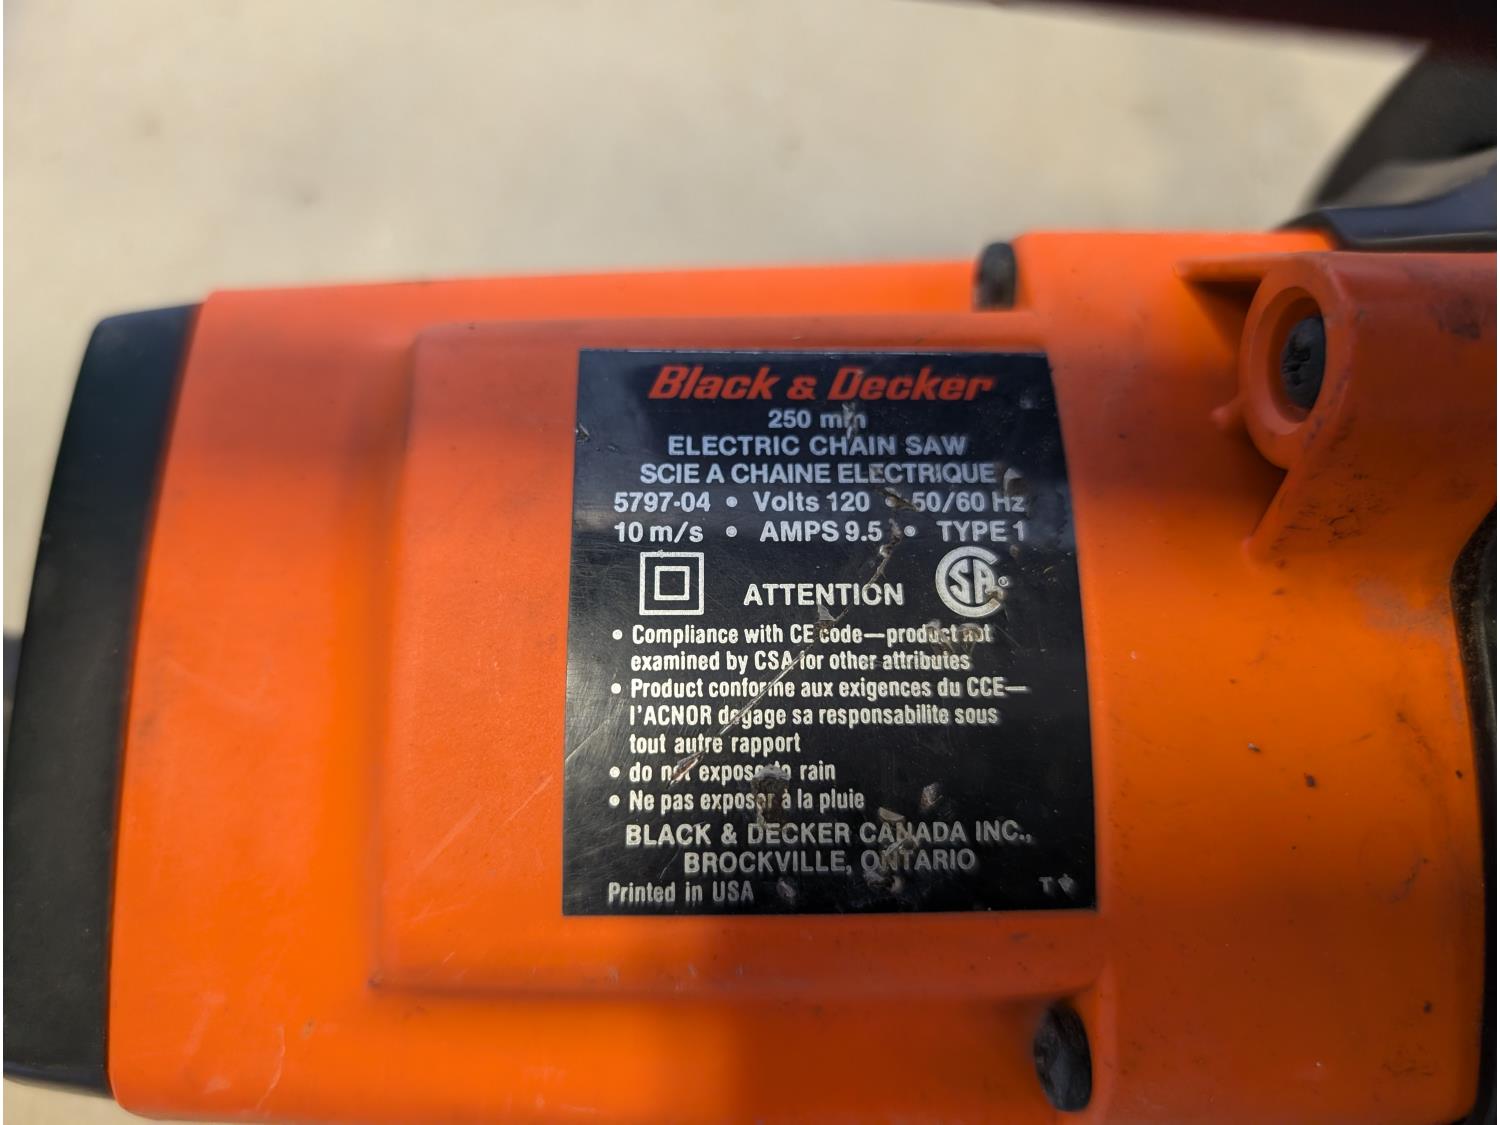 Black & Decker
250 mm
ELECTRIC CHAIN SAW
SCIE A CHAINE ELECTRIQUE
5797-04 • Volts 120 • 50/60 Hz
10 m/s • AMPS 9.5 • TYPE 1
ATTENTION CSA®
• Compliance with CE code—product not
examined by CSA for other attributes
• Product conforme aux exigences du CCE—
l'ACNOR degage sa responsabilite sous
tout autre rapport
• do not expose to rain
• Ne pas exposer à la pluie
BLACK & DECKER CANADA INC.,
BROCKVILLE, ONTARIO
Printed in USA